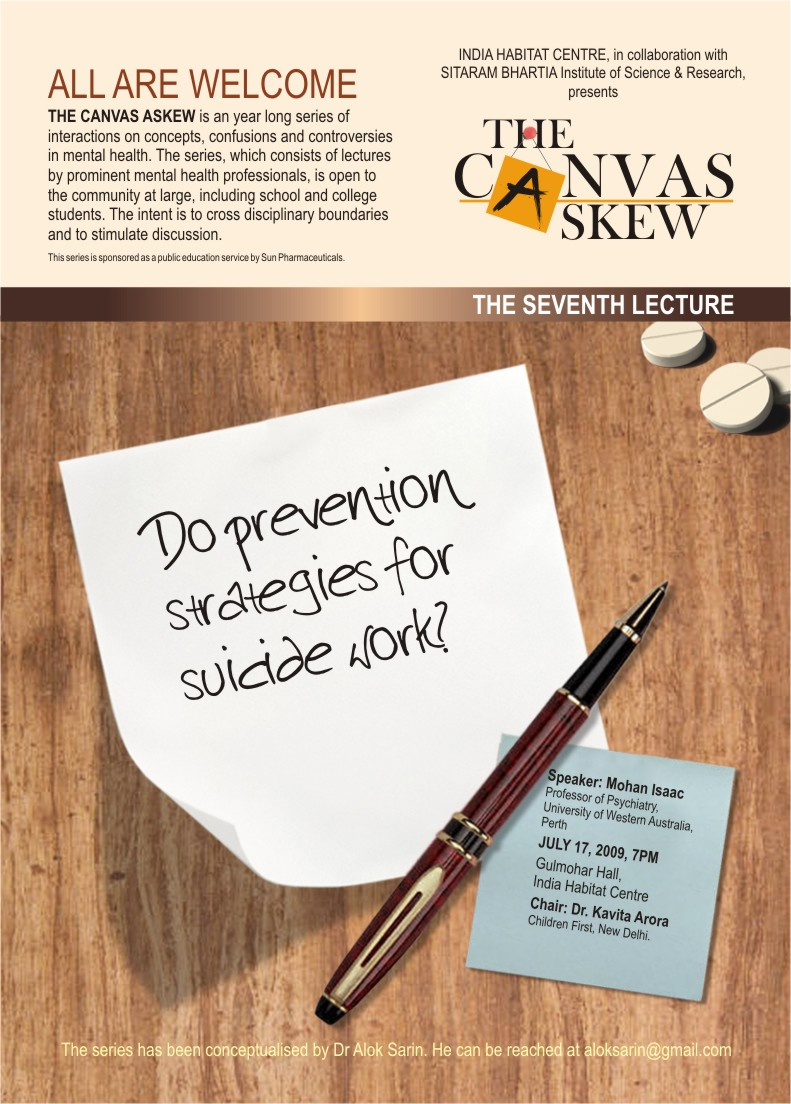 ALL ARE WELCOME
THE CANVAS ASKEW is an year long series of
interactions on concepts, confusions and controversies
in mental health. The series, which consists of lectures
by prominent mental health professionals, is open to
the community at large, including school and college
students. The intent is to cross disciplinary boundaries
and to stimulate discussion.
This series is sponsored as a public education service by Sun Pharmaceuticals.
INDIA HABITAT CENTRE, in collaboration with
SITARAM BHARTIA Institute of Science & Research,
presents
THE
CANVAS
ASKEW
THE SEVENTH LECTURE
Do prevention
strategies for
suicide work?
Speaker: Mohan Isaac
Professor of Psychiatry,
University of Western Australia,
Perth
JULY 17, 2009, 7PM
Gulmohar Hall,
India Habitat Centre
Chair: Dr. Kavita Arora
Children First, New Delhi.
The series has been conceptualised by Dr Alok Sarin. He can be reached at aloksarin@gmail.com